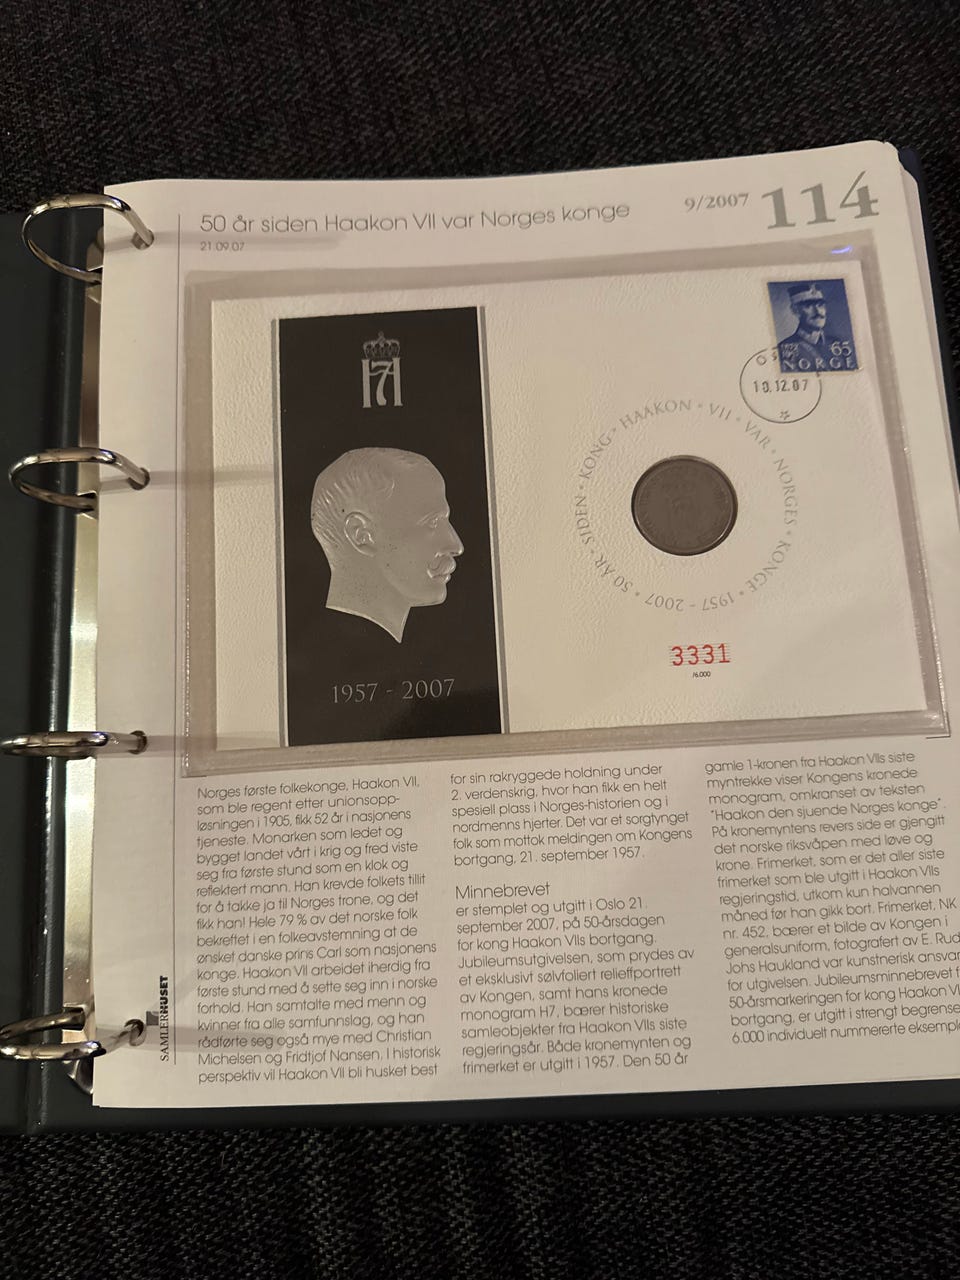 50 år siden Haakon VII var Norges konge
21.09.07
9/2007 114
H7
1957 - 2007
65
NORGE
10.12.07
50 ÅR • SIDEN • KONG • HAAKON • VII • VAR • NORGES • KONGE • 1957 - 2007 •
3331
/6.000
Norges første folkekonge, Haakon VII,
som ble regent etter unionsopp-
løsningen i 1905, fikk 52 år i nasjonens
tjeneste. Monarken som ledet og
bygget landet vårt i krig og fred viste
seg fra første stund som en klok og
reflektert mann. Han krevde folkets tillit
for å takke ja til Norges trone, og det
fikk han! Hele 79 % av det norske folk
bekreftet i en folkeavstemning at de
ønsket danske prins Carl som nasjonens
konge. Haakon VII arbeidet iherdig fra
første stund med å sette seg inn i norske
forhold. Han samtalte med menn og
kvinner fra alle samfunnslag, og han
rådførte seg også mye med Christian
Michelsen og Fridtjof Nansen. I historisk
perspektiv vil Haakon VII bli husket best
for sin rakryggede holdning under
2. verdenskrig, hvor han fikk en helt
spesiell plass i Norges-historien og i
nordmenns hjerter. Det var et sorgtynget
folk som mottok meldingen om Kongens
bortgang, 21. september 1957.
Minnebrevet
er stemplet og utgitt i Oslo 21.
september 2007, på 50-årsdagen
for kong Haakon VIIs bortgang.
Jubileumsutgivelsen, som prydes av
et eksklusivt sølvfoliert relieffportrett
av Kongen, samt hans kronede
monogram H7, bærer historiske
samleobjekter fra Haakon VIIs siste
regjeringsår. Både kronemynten og
frimerket er utgitt i 1957. Den 50 år
gamle 1-kronen fra Haakon VIIs siste
myntrekke viser Kongens kronede
monogram, omkranset av teksten
"Haakon den sjuende Norges konge".
På kronemyntens revers side er gjengitt
det norske riksvåpen med løve og
krone. Frimerket, som er det aller siste
frimerket som ble utgitt i Haakon VIIs
regjeringstid, utkom kun halvannen
måned før han gikk bort. Frimerket, NK
nr. 452, bærer et bilde av Kongen i
generalsuniform, fotografert av E. Rud
Johs Haukland var kunstnerisk ansvar
for utgivelsen. Jubileumsminnebrevet f
50-årsmarkeringen for kong Haakon VI
bortgang, er utgitt i strengt begrense
6.000 individuelt nummererte eksempl
SAMLERHUSET